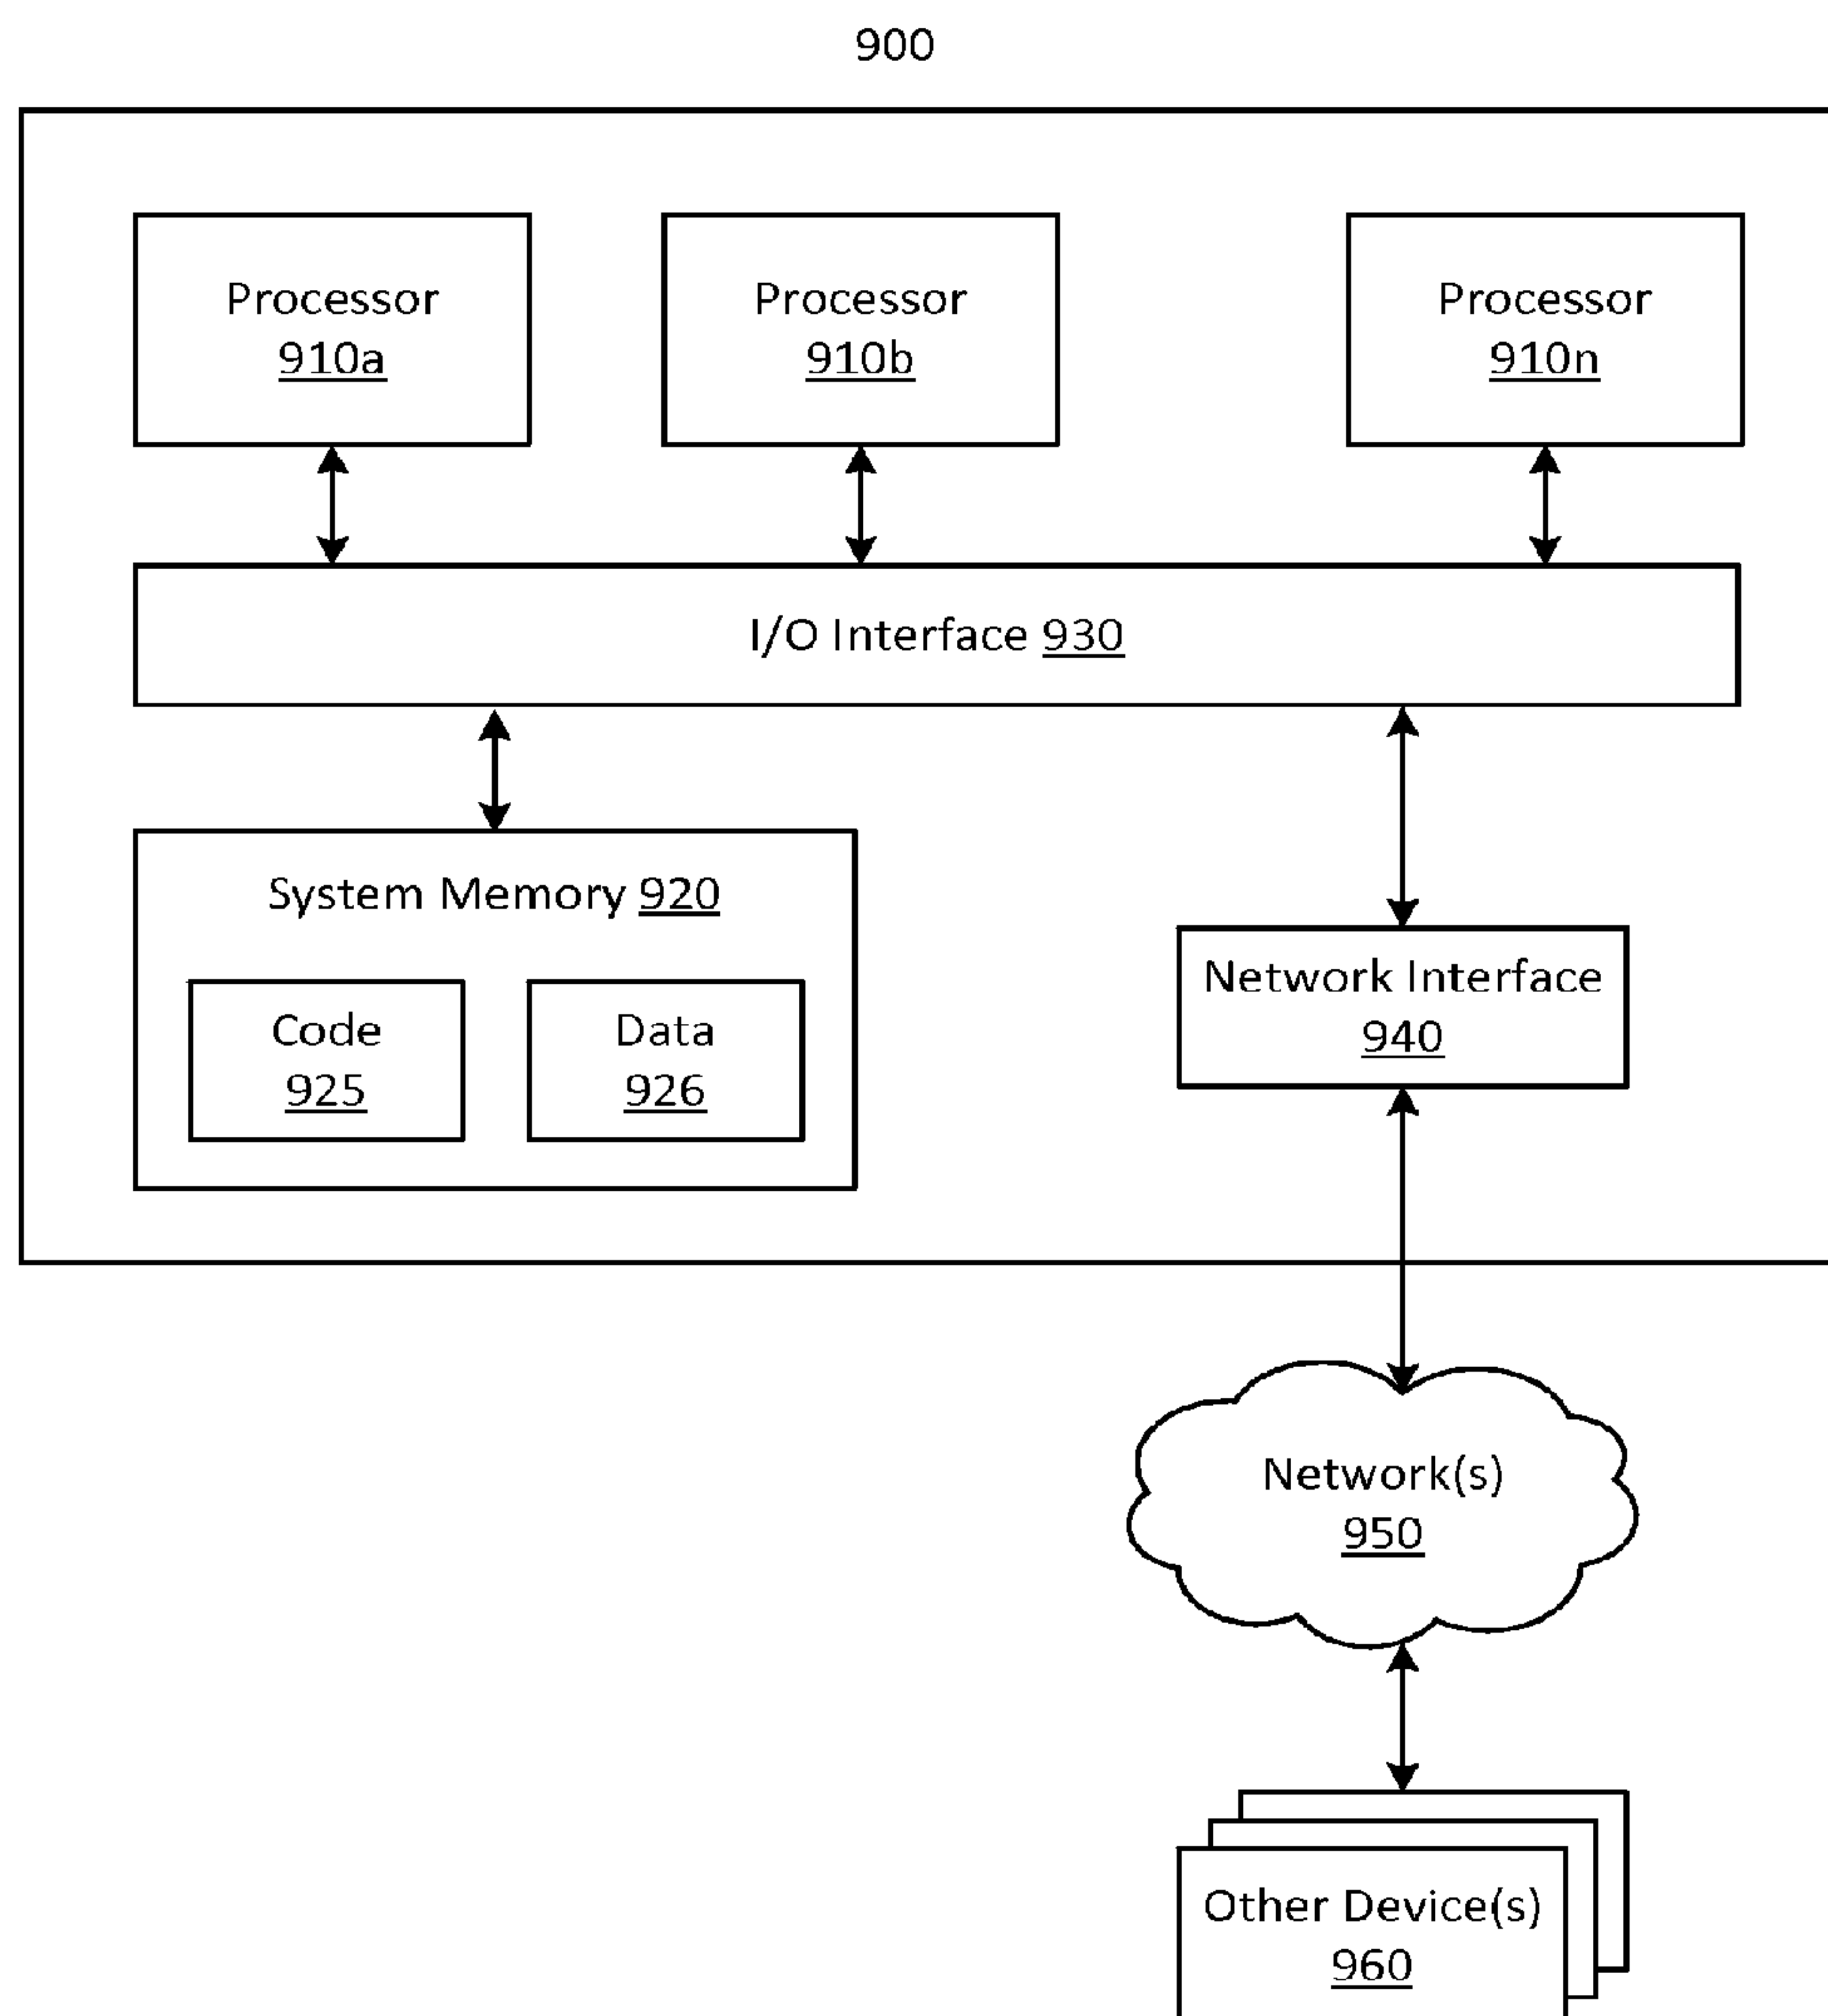 900
Processor
910a
Processor
910b
Processor
910n
I/O Interface 930
System Memory 920
Code
925
Data
926
Network Interface
940
Network(s)
950
Other Device(s)
960